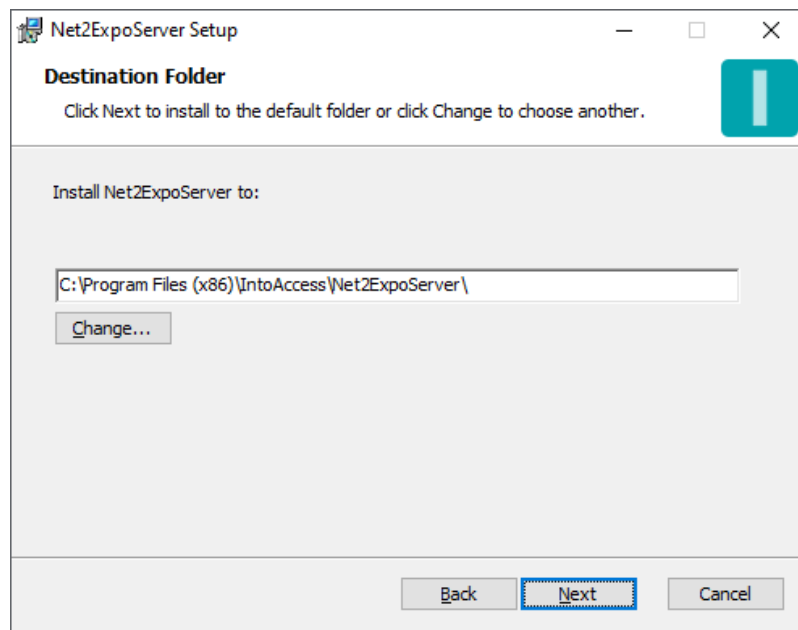 Net2ExpoServer Setup
Destination Folder
Click Next to install to the default folder or click Change to choose another.
Install Net2ExpoServer to:
C:\Program Files (x86)\IntoAccess\Net2ExpoServer\
Change...
Back Next Cancel